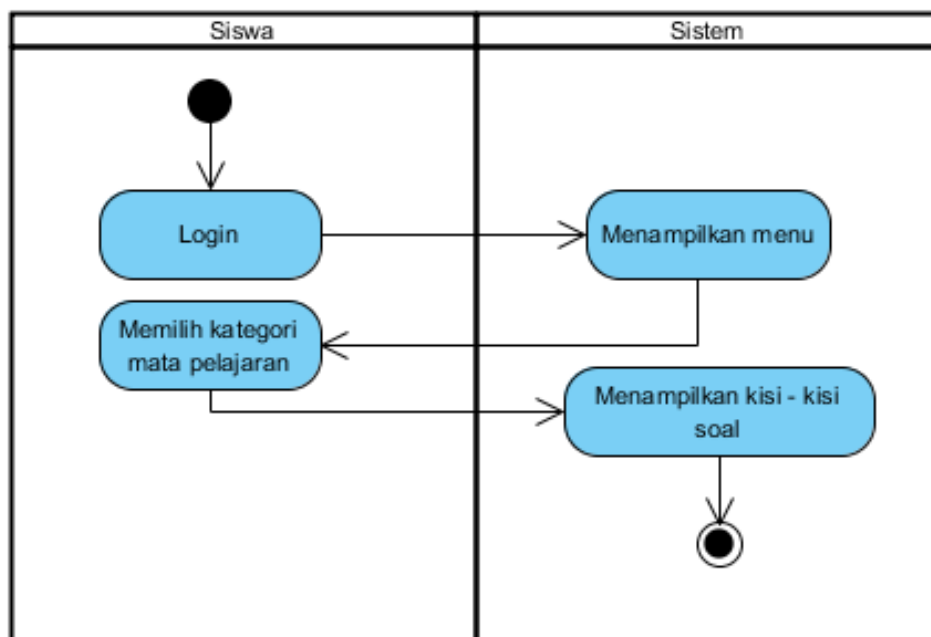 Siswa
Sistem
Login
Menampilkan menu
Memilih kategori
mata pelajaran
Menampilkan kisi - kisi
soal